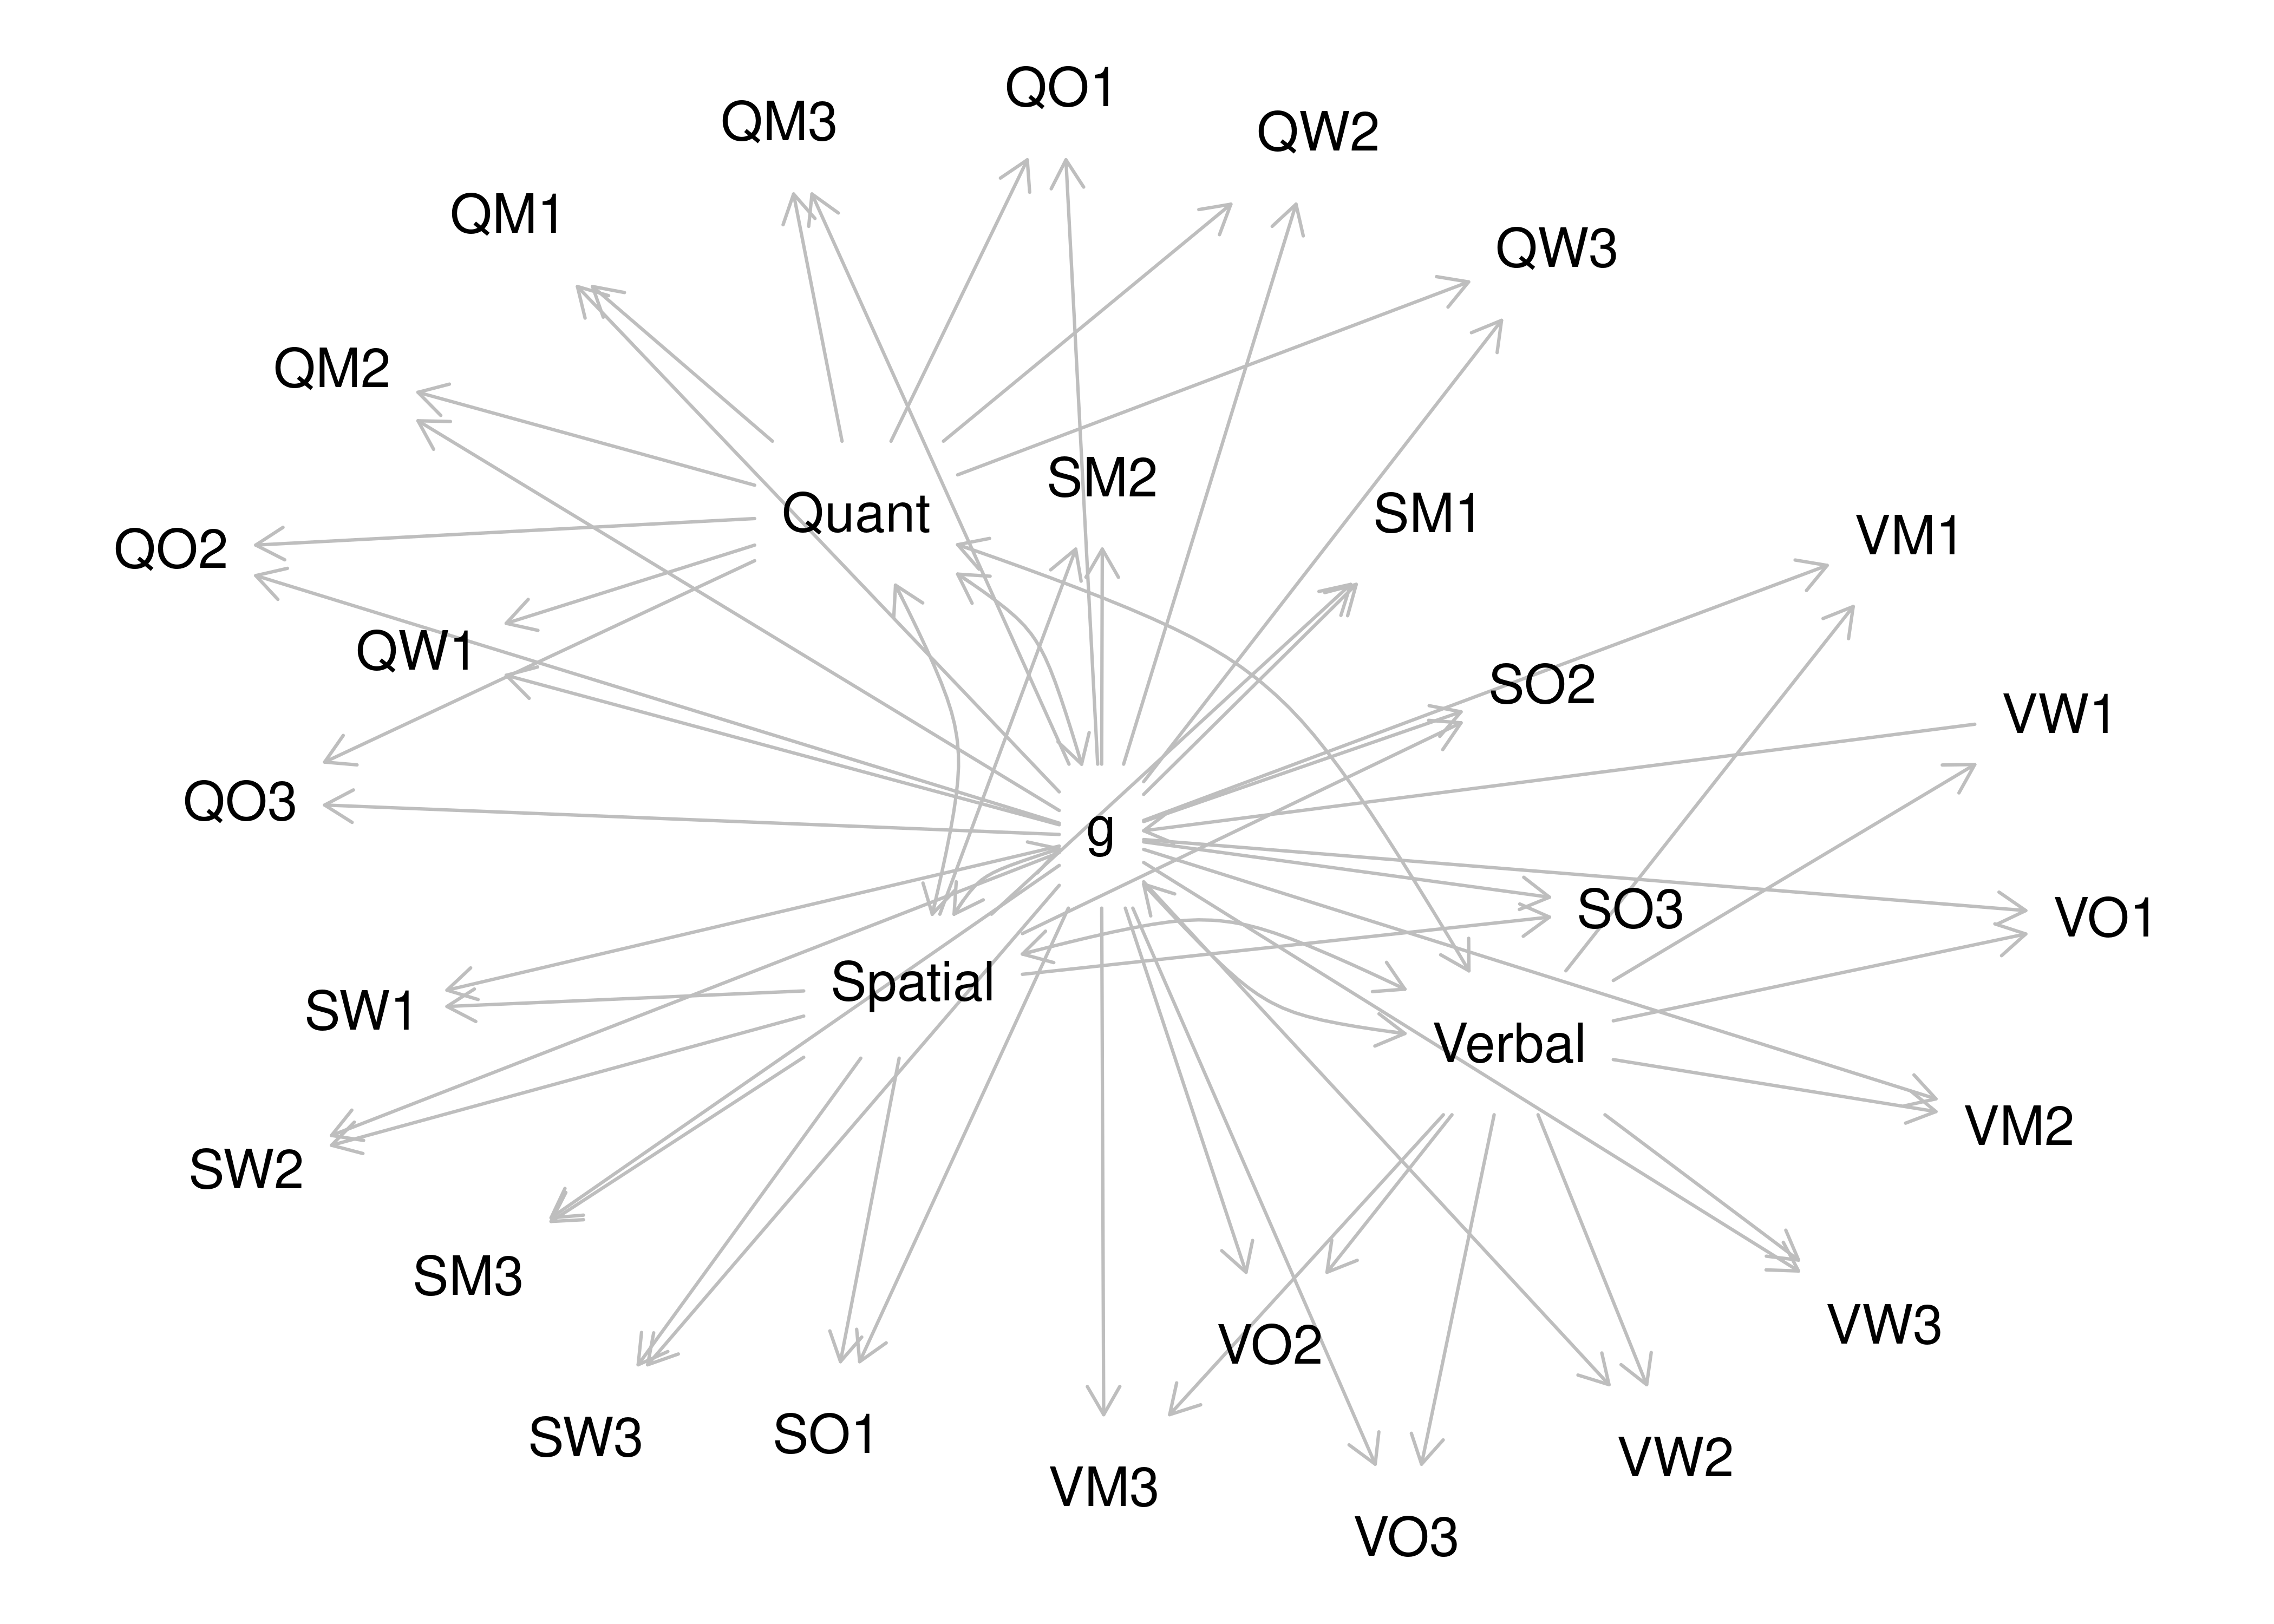 QO1
QM3
QW2
QM1
QW3
QM2
SM2
Quant
SM1
VM1
QO2
QW1
SO2
VW1
QO3
g
SO3
VO1
Spatial
SW1
Verbal
VM2
SW2
SM3
VW3
VO2
SO1
SW3
VW2
VM3
VO3